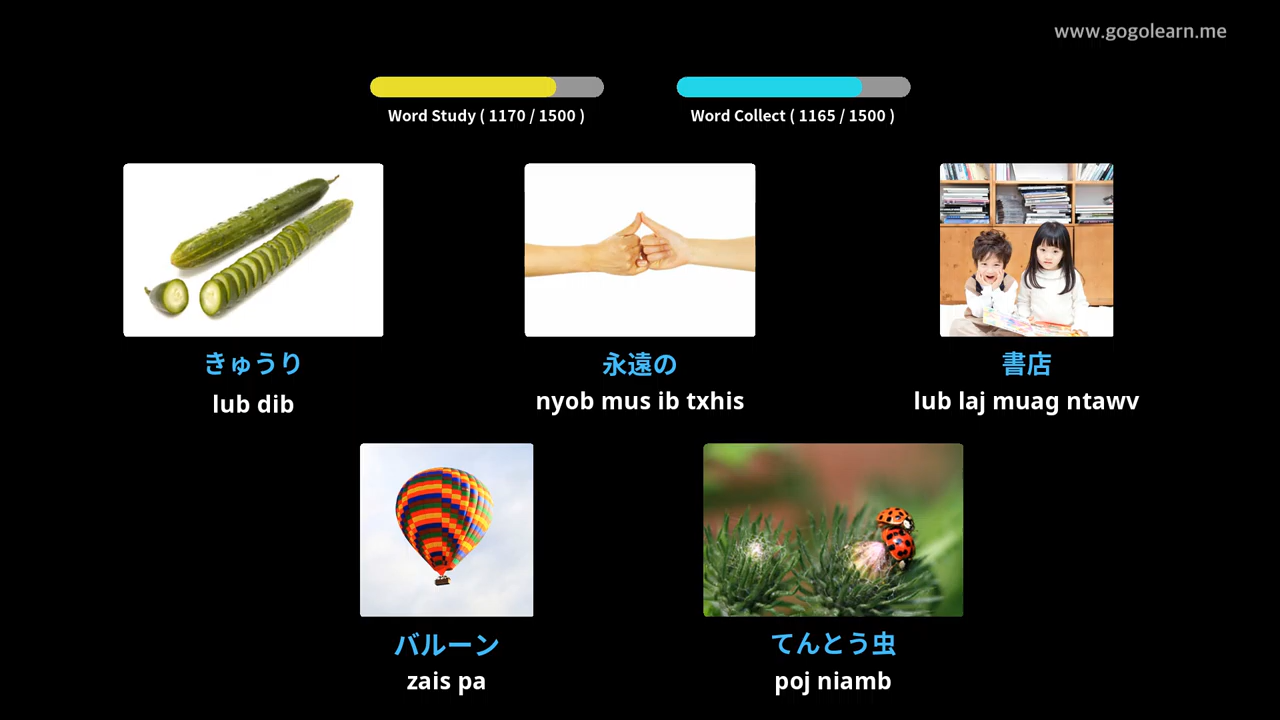 www.gogolearn.me
Word Study ( 1170 / 1500 )
Word Collect ( 1165 / 1500 )
きゅうり
lub dib
永遠の
nyob mus ib txhis
書店
lub laj muag ntawv
バルーン
zais pa
てんとう虫
poj niamb